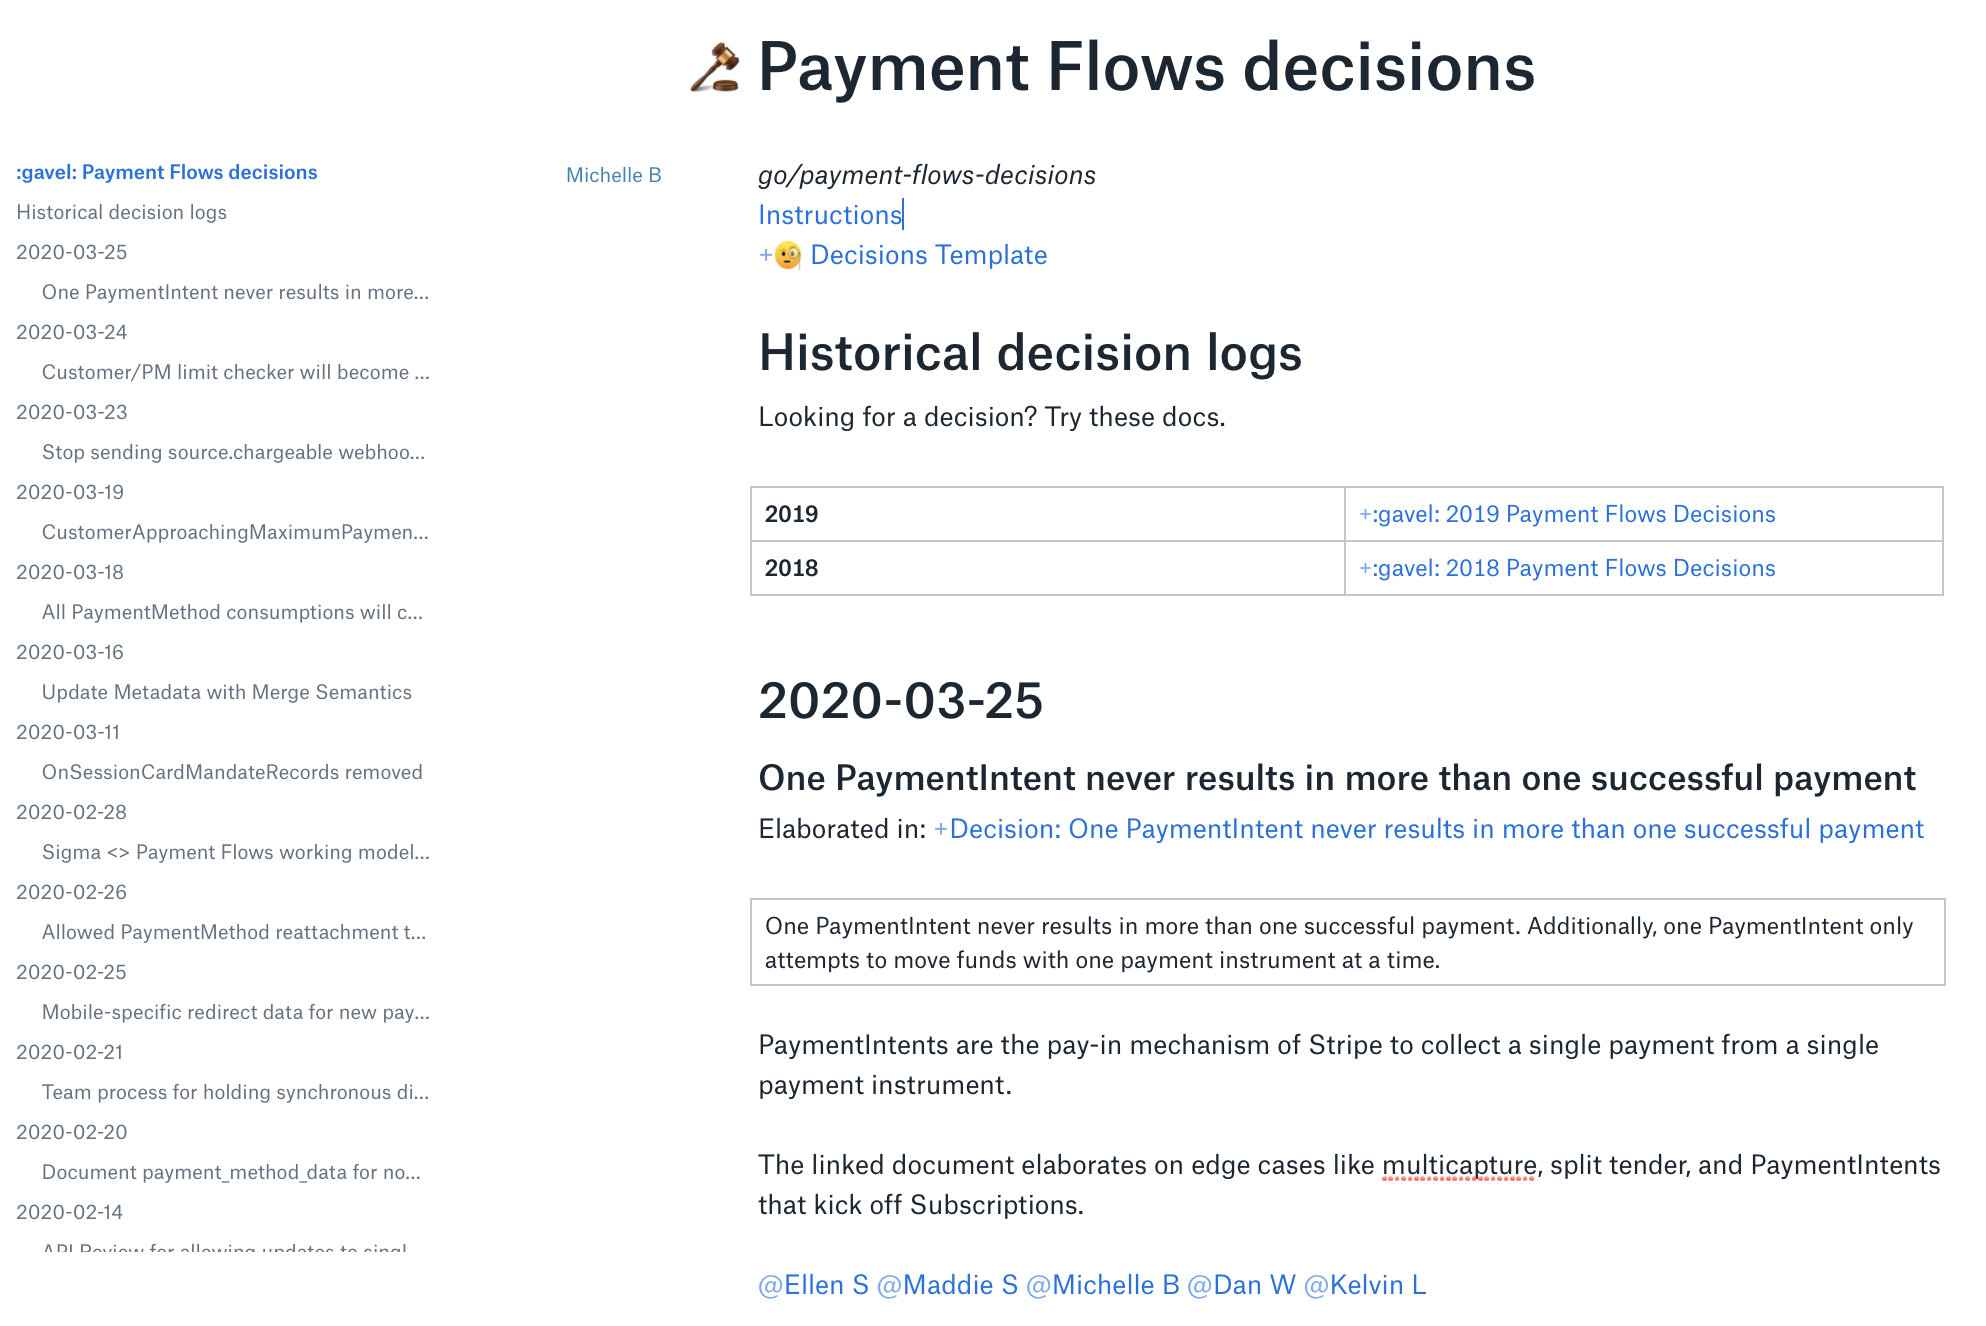 Payment Flows decisions
:gavel: Payment Flows decisions
Historical decision logs
2020-03-25
One PaymentIntent never results in more...
2020-03-24
Customer/PM limit checker will become ...
2020-03-23
Stop sending source.chargeable webhoo...
2020-03-19
CustomerApproachingMaximumPaymen...
2020-03-18
All PaymentMethod consumptions will c...
2020-03-16
Update Metadata with Merge Semantics
2020-03-11
OnSessionCardMandateRecords removed
2020-02-28
Sigma <> Payment Flows working model...
2020-02-26
Allowed PaymentMethod reattachment t...
2020-02-25
Mobile-specific redirect data for new pay...
2020-02-21
Team process for holding synchronous di...
2020-02-20
Document payment_method_data for no...
2020-02-14
API Review for allowing updates to singl
Michelle B
go/payment-flows-decisions
Instructions
+🧐 Decisions Template
Historical decision logs
Looking for a decision? Try these docs.
2019 +:gavel: 2019 Payment Flows Decisions
2018 +:gavel: 2018 Payment Flows Decisions
2020-03-25
One PaymentIntent never results in more than one successful payment
Elaborated in: +Decision: One PaymentIntent never results in more than one successful payment
One PaymentIntent never results in more than one successful payment. Additionally, one PaymentIntent only
attempts to move funds with one payment instrument at a time.
PaymentIntents are the pay-in mechanism of Stripe to collect a single payment from a single
payment instrument.
The linked document elaborates on edge cases like multicapture, split tender, and PaymentIntents
that kick off Subscriptions.
@Ellen S @Maddie S @Michelle B @Dan W @Kelvin L